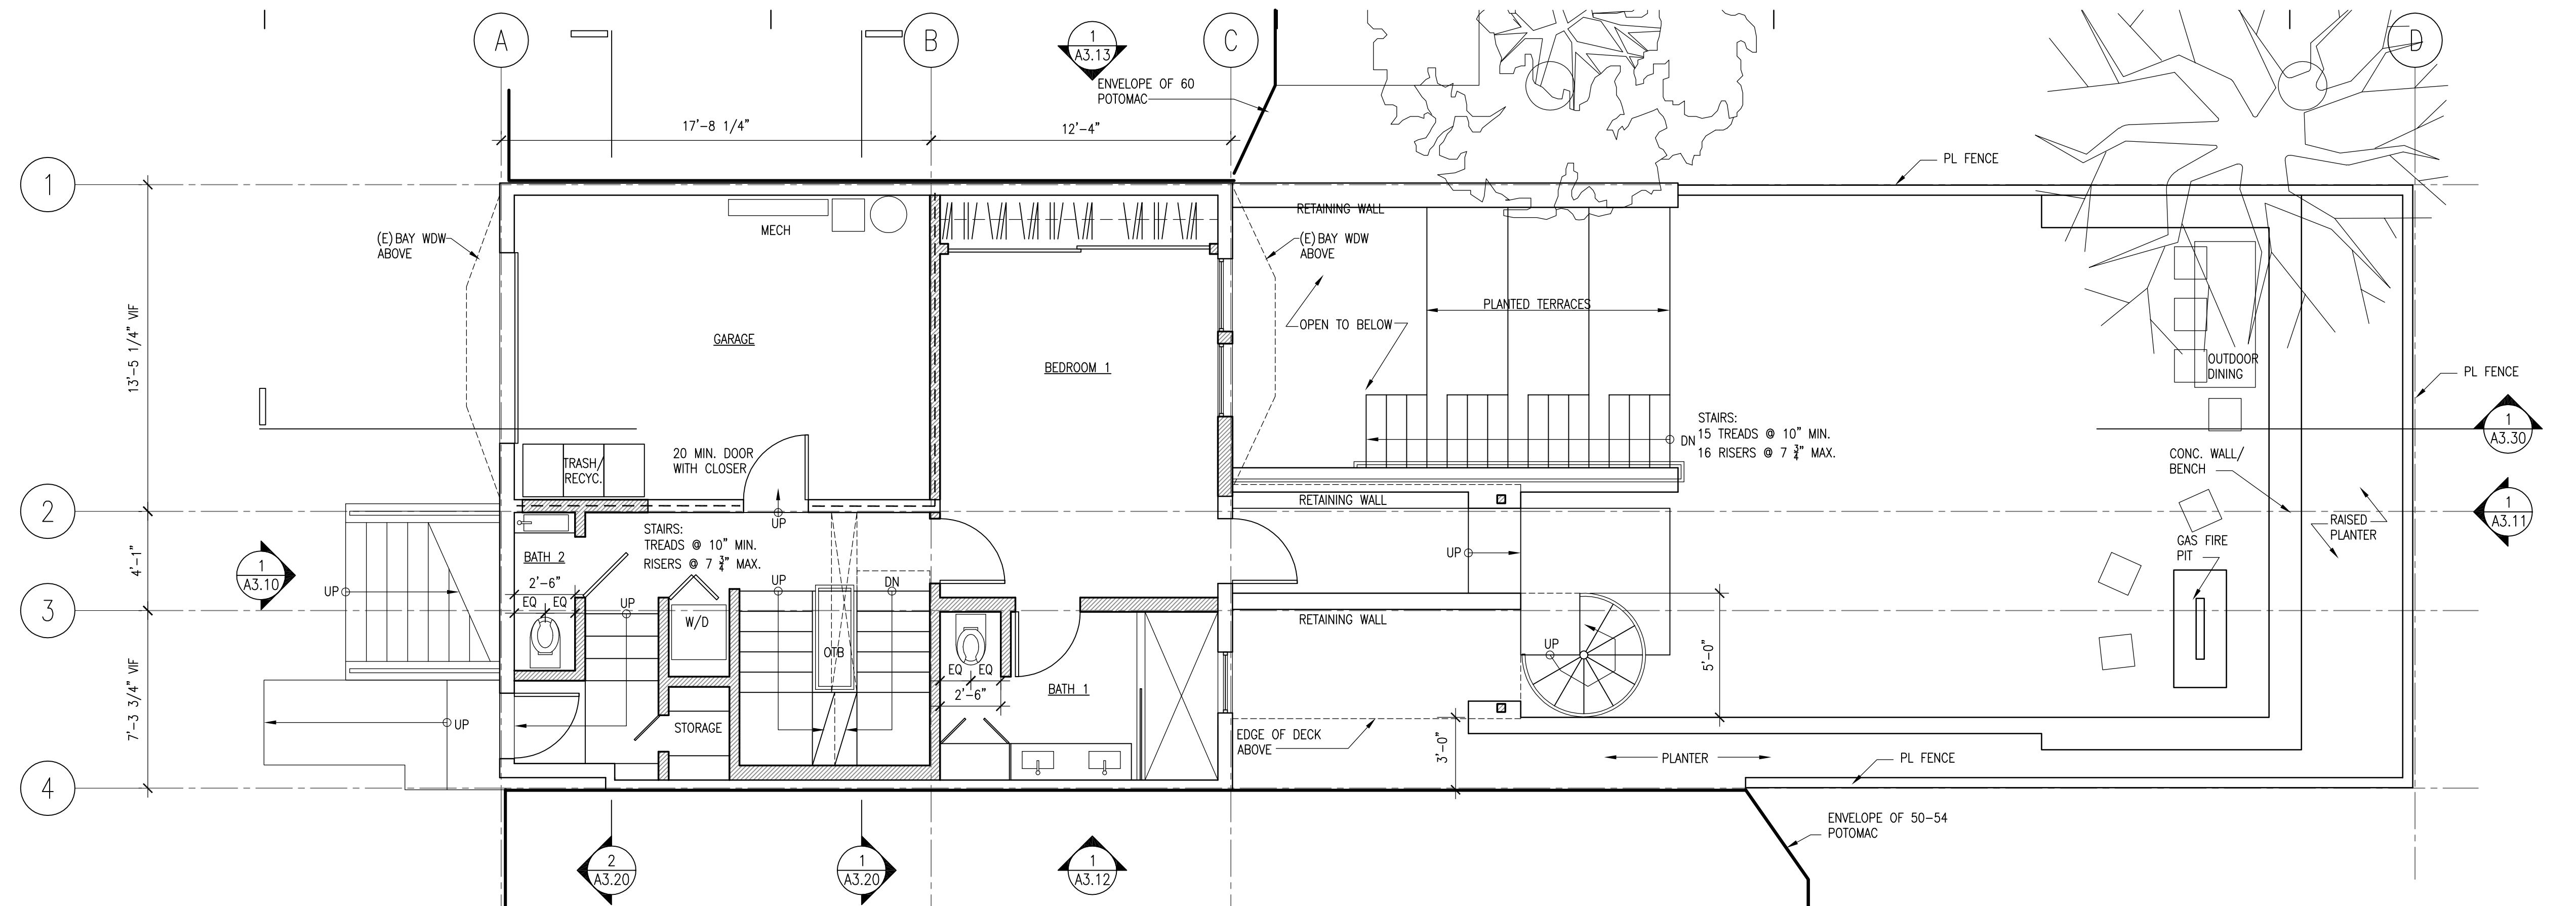 A
B
C
D
1
A3.13
ENVELOPE OF 60
POTOMAC
17'-8 1/4"
12'-4"
1
PL FENCE
MECH
RETAINING WALL
(E)BAY WDW
ABOVE
(E)BAY WDW
ABOVE
13'-5 1/4" VIF
GARAGE
BEDROOM 1
OPEN TO BELOW
PLANTED TERRACES
OUTDOOR
DINING
PL FENCE
TRASH/
RECYC.
20 MIN. DOOR
WITH CLOSER
DN
STAIRS:
15 TREADS @ 10" MIN.
16 RISERS @ 7 3/4" MAX.
1
A3.30
CONC. WALL/
BENCH
2
RETAINING WALL
UP
1
A3.11
RAISED
PLANTER
4'-1"
STAIRS:
TREADS @ 10" MIN.
RISERS @ 7 3/4" MAX.
BATH 2
GAS FIRE
PIT
UP
1
A3.10
2'-6"
UP
UP
DN
EQ
EQ
UP
3
W/D
RETAINING WALL
OTB
UP
5'-0"
EQ
EQ
2'-6"
BATH 1
7'-3 3/4" VIF
UP
STORAGE
EDGE OF DECK
ABOVE
3'-0"
PLANTER
PL FENCE
4
ENVELOPE OF 50-54
POTOMAC
2
A3.20
1
A3.20
1
A3.12